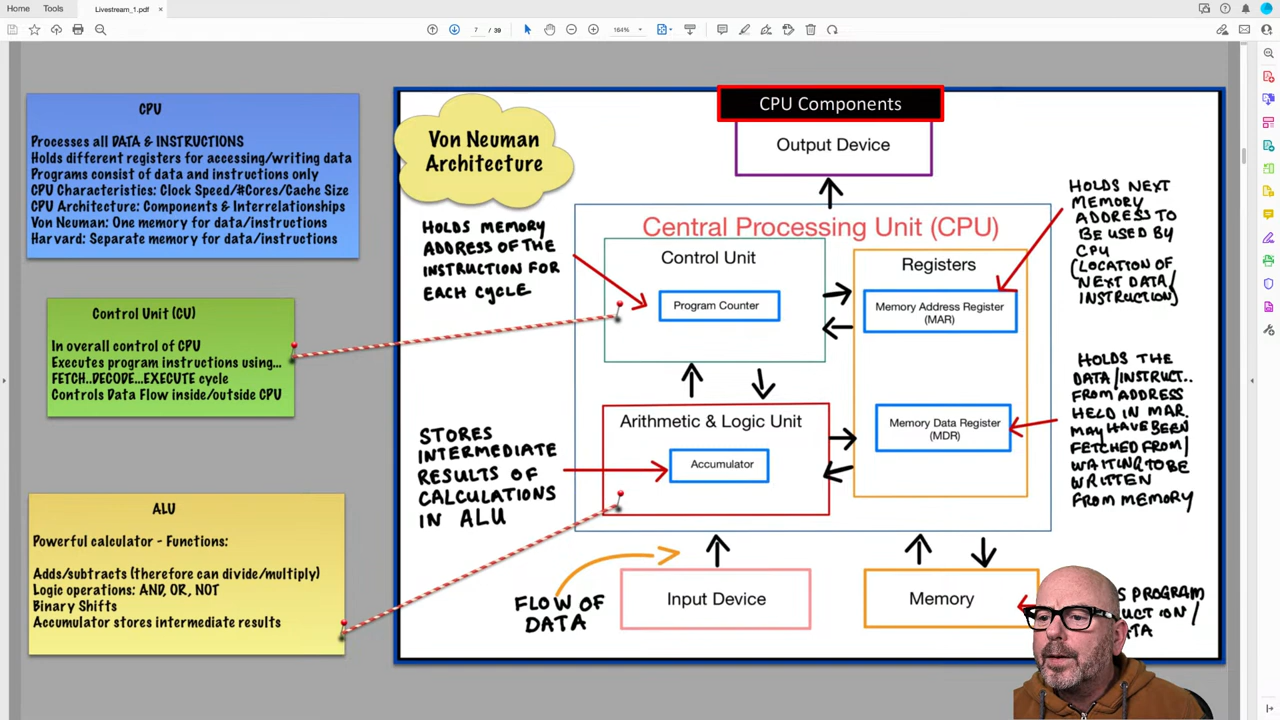 Home
Tools
Livestream_1.pdf
7 / 39
164%
CPU
Processes all DATA & INSTRUCTIONS
Holds different registers for accessing/writing data
Programs consist of data and instructions only
CPU Characteristics: Clock Speed/#Cores/Cache Size
CPU Architecture: Components & Interrelationships
Von Neuman: One memory for data/instructions
Harvard: Separate memory for data/instructions
Control Unit (CU)
In overall control of CPU
Executes program instructions using...
FETCH..DECODE...EXECUTE cycle
Controls Data Flow inside/outside CPU
ALU
Powerful calculator - Functions:
Adds/subtracts (therefore can divide/multiply)
Logic operations: AND, OR, NOT
Binary Shifts
Accumulator stores intermediate results
Von Neuman
Architecture
CPU Components
Output Device
Central Processing Unit (CPU)
HOLDS MEMORY
ADDRESS OF THE
INSTRUCTION FOR
EACH CYCLE
Control Unit
Program Counter
Registers
Memory Address Register
(MAR)
HOLDS NEXT
MEMORY
ADDRESS TO
BE USED BY
CPU
(LOCATION OF
NEXT DATA/
INSTRUCTION)
STORES
INTERMEDIATE
RESULTS OF
CALCULATIONS
IN ALU
Arithmetic & Logic Unit
Accumulator
Memory Data Register
(MDR)
HOLDS THE
DATA/INSTRUCT..
FROM ADDRESS
HELD IN MAR.
MAY HAVE BEEN
FETCHED FROM/
WAITING TO BE
WRITTEN
FROM MEMORY
FLOW OF
DATA
Input Device
Memory
PROGRAM